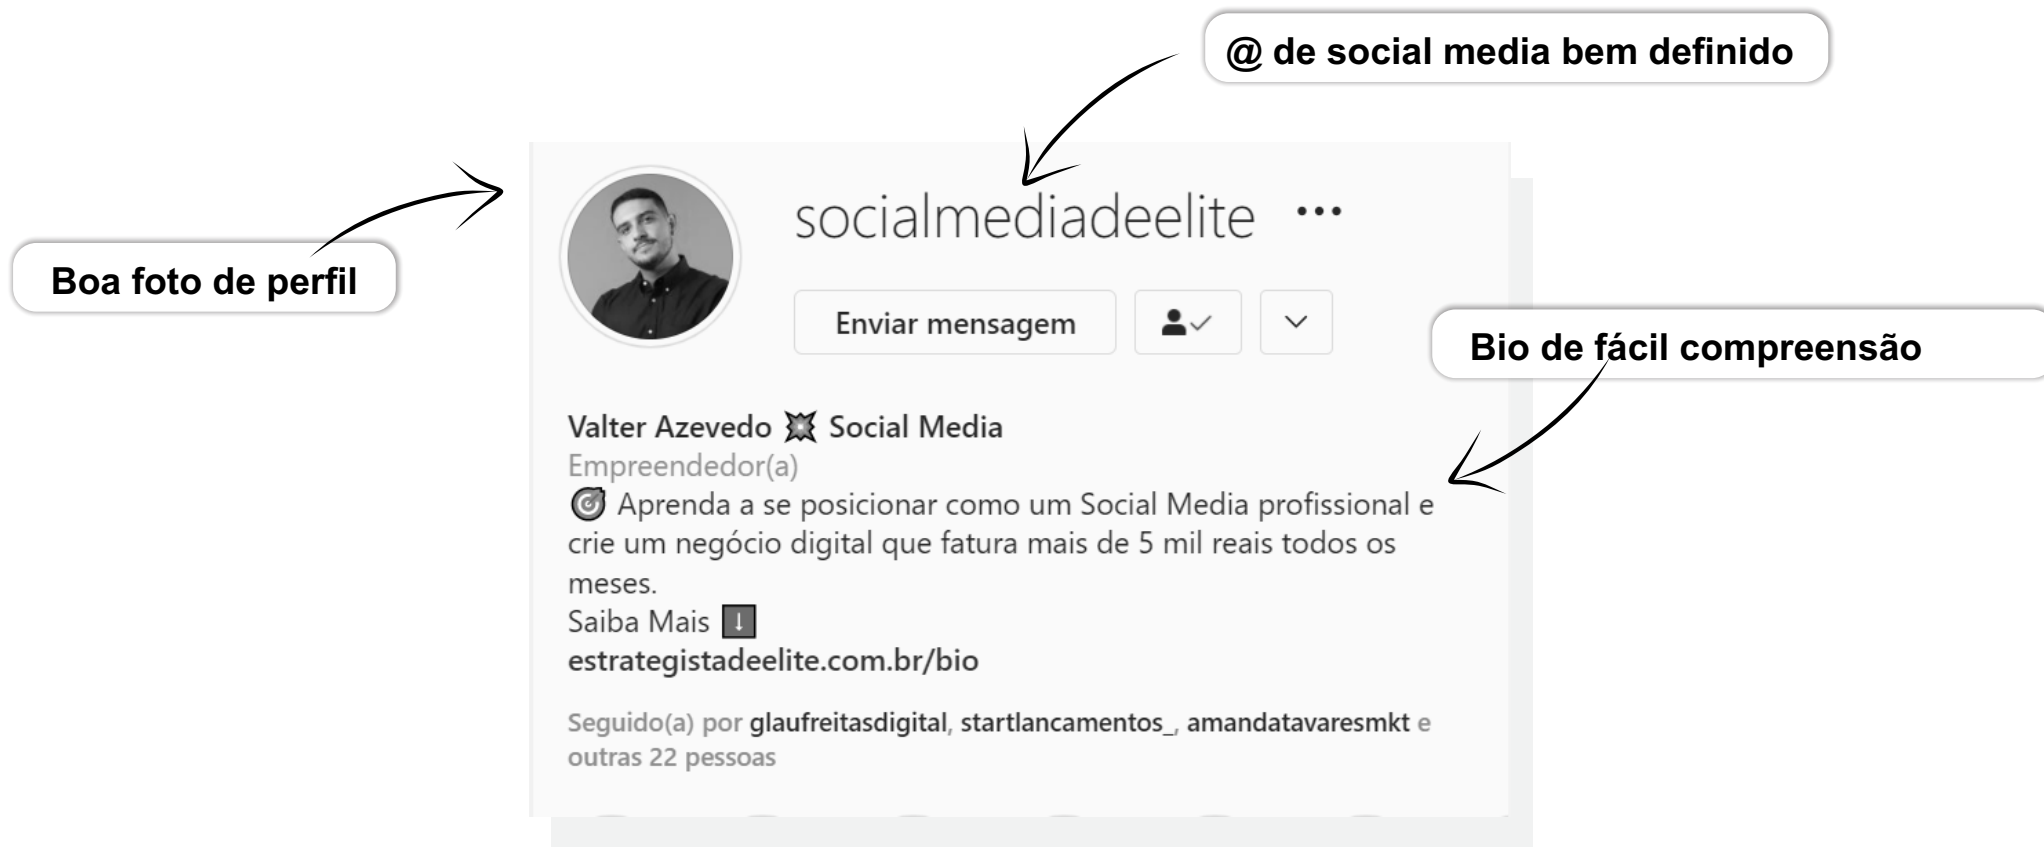 @ de social media bem definido
Boa foto de perfil
socialmediadeelite
Enviar mensagem
Bio de fácil compreensão
Valter Azevedo 💥 Social Media
Empreendedor(a)
🎯 Aprenda a se posicionar como um Social Media profissional e
crie um negócio digital que fatura mais de 5 mil reais todos os
meses.
Saiba Mais ⬇
estrategistadeelite.com.br/bio
Seguido(a) por glaufreitasdigital, startlancamentos_, amandatavaresmkt e
outras 22 pessoas